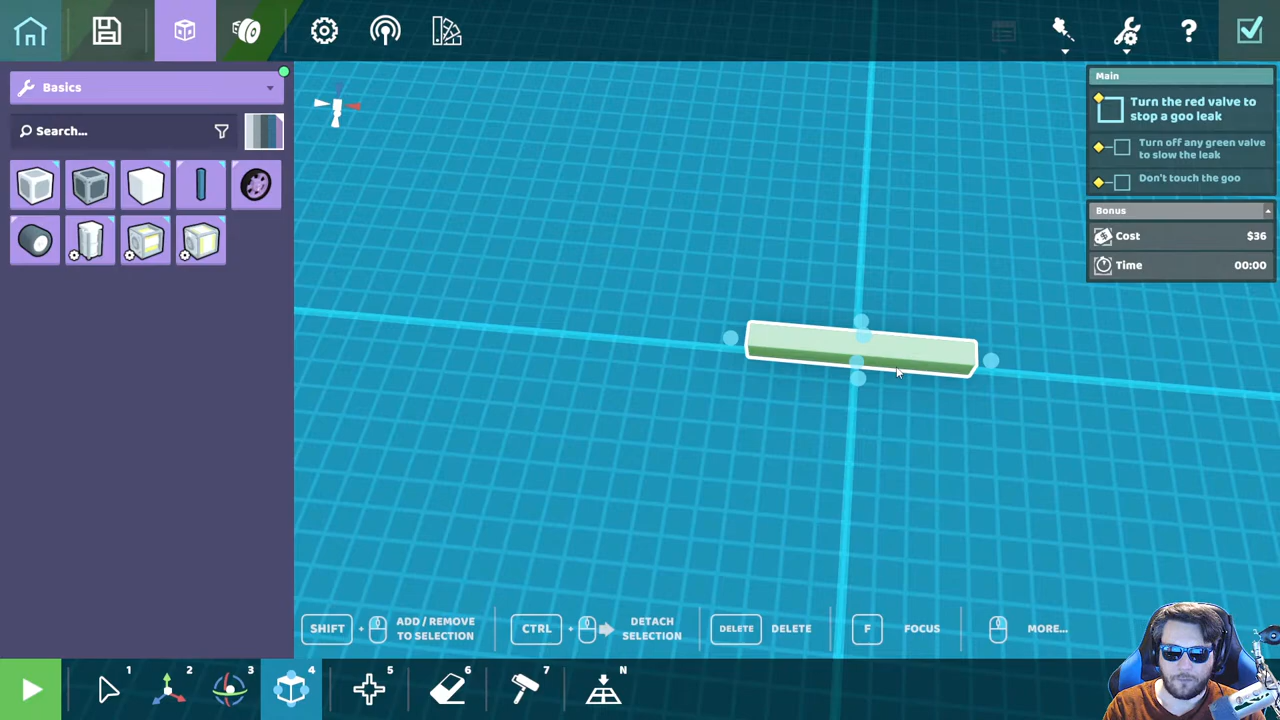 Basics
Search...
Main
Turn the red valve to
stop a goo leak
Turn off any green valve
to slow the leak
Don't touch the goo
Bonus
Cost $36
Time 00:00
SHIFT + ADD / REMOVE
TO SELECTION
CTRL + DETACH
SELECTION
DELETE DELETE
F FOCUS
MORE...
1 2 3 4 5 6 7 N